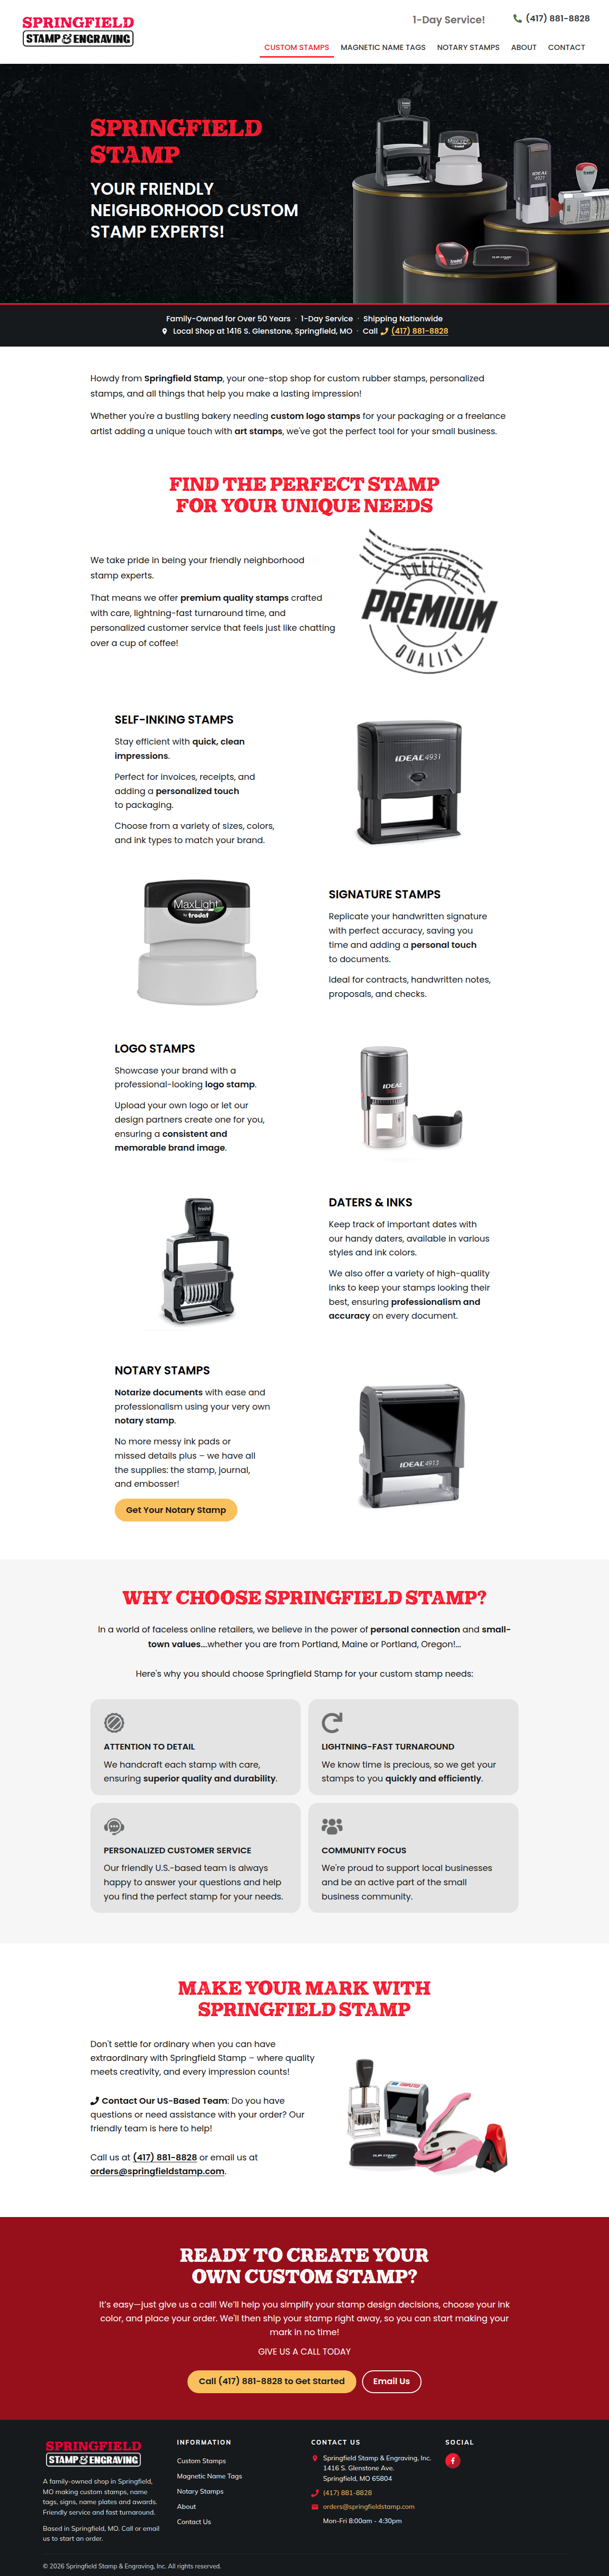 SPRINGFIELD
STAMP & ENGRAVING
1-Day Service!
(417) 881-8828
CUSTOM STAMPS
MAGNETIC NAME TAGS
NOTARY STAMPS
ABOUT
CONTACT
SPRINGFIELD
STAMP
YOUR FRIENDLY
NEIGHBORHOOD CUSTOM
STAMP EXPERTS!
Family-Owned for Over 50 Years · 1-Day Service · Shipping Nationwide
Local Shop at 1416 S. Glenstone, Springfield, MO · Call (417) 881-8828
Howdy from Springfield Stamp, your one-stop shop for custom rubber stamps, personalized
stamps, and all things that help you make a lasting impression!
Whether you're a bustling bakery needing custom logo stamps for your packaging or a freelance
artist adding a unique touch with art stamps, we've got the perfect tool for your small business.
FIND THE PERFECT STAMP
FOR YOUR UNIQUE NEEDS
We take pride in being your friendly neighborhood
stamp experts.
That means we offer premium quality stamps crafted
with care, lightning-fast turnaround time, and
personalized customer service that feels just like chatting
over a cup of coffee!
QUALITY
PREMIUM
QUALITY
SELF-INKING STAMPS
Stay efficient with quick, clean
impressions.
Perfect for invoices, receipts, and
adding a personalized touch
to packaging.
Choose from a variety of sizes, colors,
and ink types to match your brand.
IDEAL 4931
MaxLight
by trodat
SIGNATURE STAMPS
Replicate your handwritten signature
with perfect accuracy, saving you
time and adding a personal touch
to documents.
Ideal for contracts, handwritten notes,
proposals, and checks.
LOGO STAMPS
Showcase your brand with a
professional-looking logo stamp.
Upload your own logo or let our
design partners create one for you,
ensuring a consistent and
memorable brand image.
IDEAL
trodat
DATERS & INKS
Keep track of important dates with
our handy daters, available in various
styles and ink colors.
We also offer a variety of high-quality
inks to keep your stamps looking their
best, ensuring professionalism and
accuracy on every document.
NOTARY STAMPS
Notarize documents with ease and
professionalism using your very own
notary stamp.
No more messy ink pads or
missed details plus – we have all
the supplies: the stamp, journal,
and embosser!
Get Your Notary Stamp
IDEAL 4913
WHY CHOOSE SPRINGFIELD STAMP?
In a world of faceless online retailers, we believe in the power of personal connection and small-
town values....whether you are from Portland, Maine or Portland, Oregon!...
Here's why you should choose Springfield Stamp for your custom stamp needs:
ATTENTION TO DETAIL
We handcraft each stamp with care,
ensuring superior quality and durability.
LIGHTNING-FAST TURNAROUND
We know time is precious, so we get your
stamps to you quickly and efficiently.
PERSONALIZED CUSTOMER SERVICE
Our friendly U.S.-based team is always
happy to answer your questions and help
you find the perfect stamp for your needs.
COMMUNITY FOCUS
We're proud to support local businesses
and be an active part of the small
business community.
MAKE YOUR MARK WITH
SPRINGFIELD STAMP
Don't settle for ordinary when you can have
extraordinary with Springfield Stamp – where quality
meets creativity, and every impression counts!
Contact Our US-Based Team: Do you have
questions or need assistance with your order? Our
friendly team is here to help!
Call us at (417) 881-8828 or email us at
orders@springfieldstamp.com.
READY TO CREATE YOUR
OWN CUSTOM STAMP?
It's easy—just give us a call! We'll help you simplify your stamp design decisions, choose your ink
color, and place your order. We'll then ship your stamp right away, so you can start making your
mark in no time!
GIVE US A CALL TODAY
Call (417) 881-8828 to Get Started
Email Us
SPRINGFIELD
STAMP & ENGRAVING
A family-owned shop in Springfield,
MO making custom stamps, name
tags, signs, name plates and awards.
Friendly service and fast turnaround.
Based in Springfield, MO. Call or email
us to start an order.
INFORMATION
Custom Stamps
Magnetic Name Tags
Notary Stamps
About
Contact Us
CONTACT US
Springfield Stamp & Engraving, Inc.
1416 S. Glenstone Ave.
Springfield, MO 65804
(417) 881-8828
orders@springfieldstamp.com
Mon-Fri 8:00am - 4:30pm
SOCIAL
© 2026 Springfield Stamp & Engraving, Inc. All rights reserved.